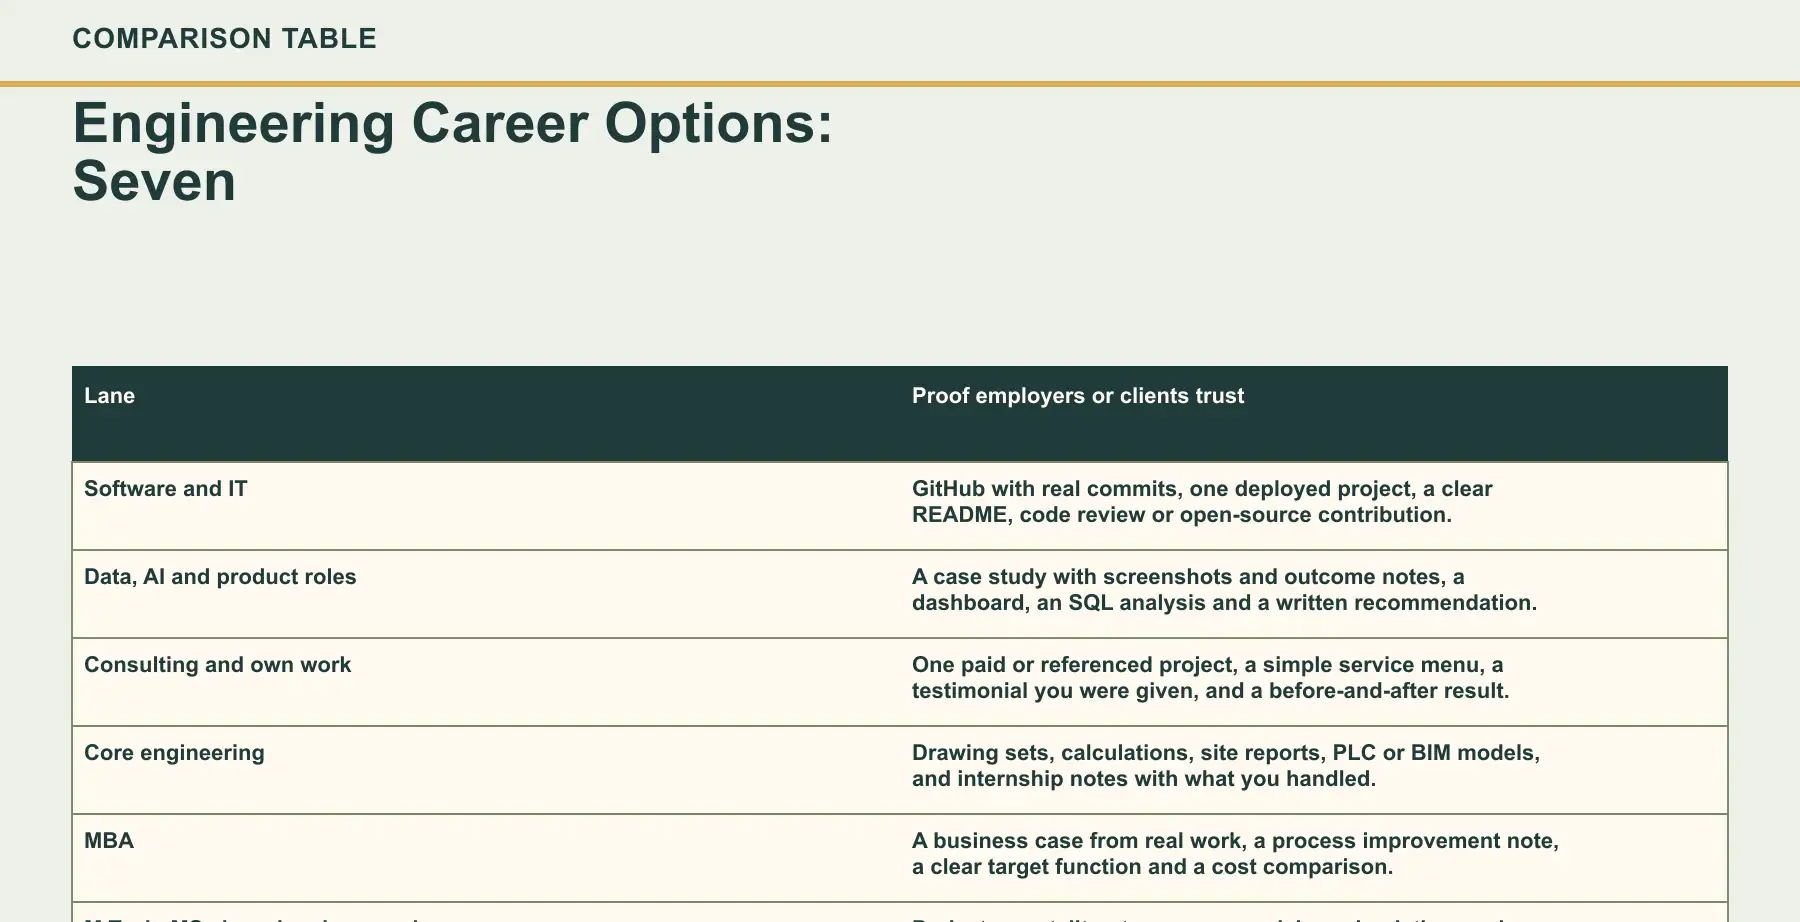 COMPARISON TABLE
Engineering Career Options:
Seven
Lane
Proof employers or clients trust
Software and IT
GitHub with real commits, one deployed project, a clear
README, code review or open-source contribution.
Data, AI and product roles
A case study with screenshots and outcome notes, a
dashboard, an SQL analysis and a written recommendation.
Consulting and own work
One paid or referenced project, a simple service menu, a
testimonial you were given, and a before-and-after result.
Core engineering
Drawing sets, calculations, site reports, PLC or BIM models,
and internship notes with what you handled.
MBA
A business case from real work, a process improvement note,
a clear target function and a cost comparison.